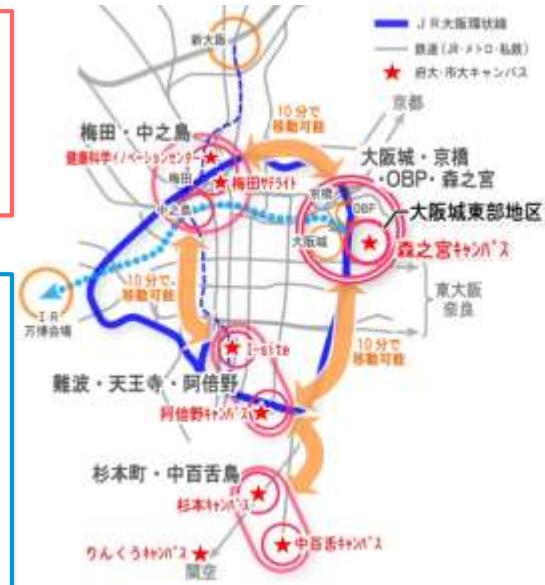 JR大阪環状線
鉄道(JR・メトロ・私鉄)
府大・市大キャンパス
新大阪
京都
10分で
移動可能
梅田・中之島
健康科学イノベーションセンター
梅田
梅田サテライト
中之島
大阪城・京橋
・OBP・森之宮
京橋
OBP
大阪城東部地区
大阪城
森之宮キャンパス
IR
万博会場
10分で
移動可能
東大阪
奈良
10分で
移動可能
I-site
難波・天王寺・阿倍野
阿倍野キャンパス
杉本町・中百舌鳥
杉本キャンパス
中百舌キャンパス
りんくうキャンパス
関空